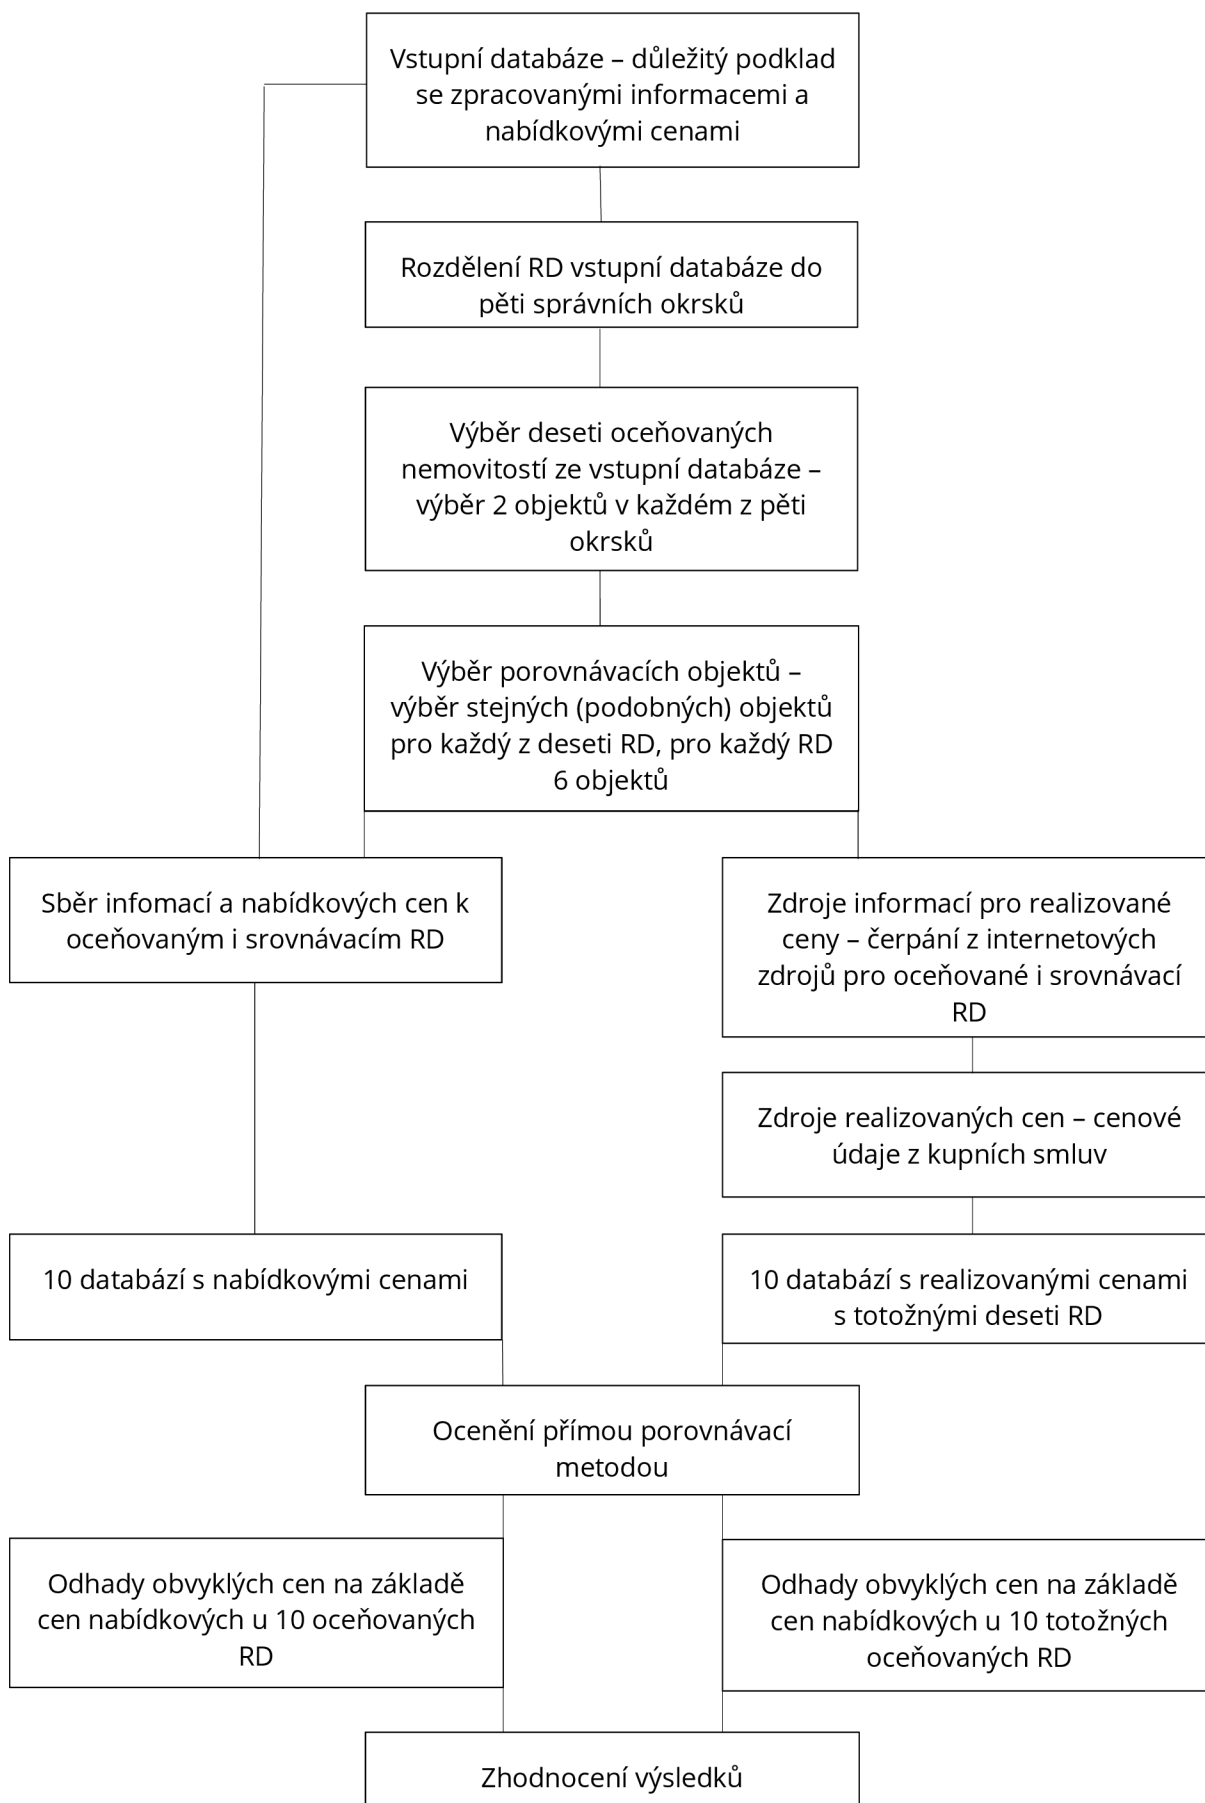 Vstupní databáze – důležitý podklad
se zpracovanými informacemi a
nabídkovými cenami
Rozdělení RD vstupní databáze do
pěti správních okrsků
Výběr deseti oceňovaných
nemovitostí ze vstupní databáze –
výběr 2 objektů v každém z pěti
okrsků
Výběr porovnávacích objektů –
výběr stejných (podobných) objektů
pro každý z deseti RD, pro každý RD
6 objektů
Sběr infomací a nabídkových cen k
oceňovaným i srovnávacím RD
Zdroje informací pro realizované
ceny – čerpání z internetových
zdrojů pro oceňované i srovnávací
RD
Zdroje realizovaných cen – cenové
údaje z kupních smluv
10 databází s nabídkovými cenami
10 databází s realizovanými cenami
s totožnými deseti RD
Ocenění přímou porovnávací
metodou
Odhady obvyklých cen na základě
cen nabídkových u 10 oceňovaných
RD
Odhady obvyklých cen na základě
cen nabídkových u 10 totožných
oceňovaných RD
Zhodnocení výsledků